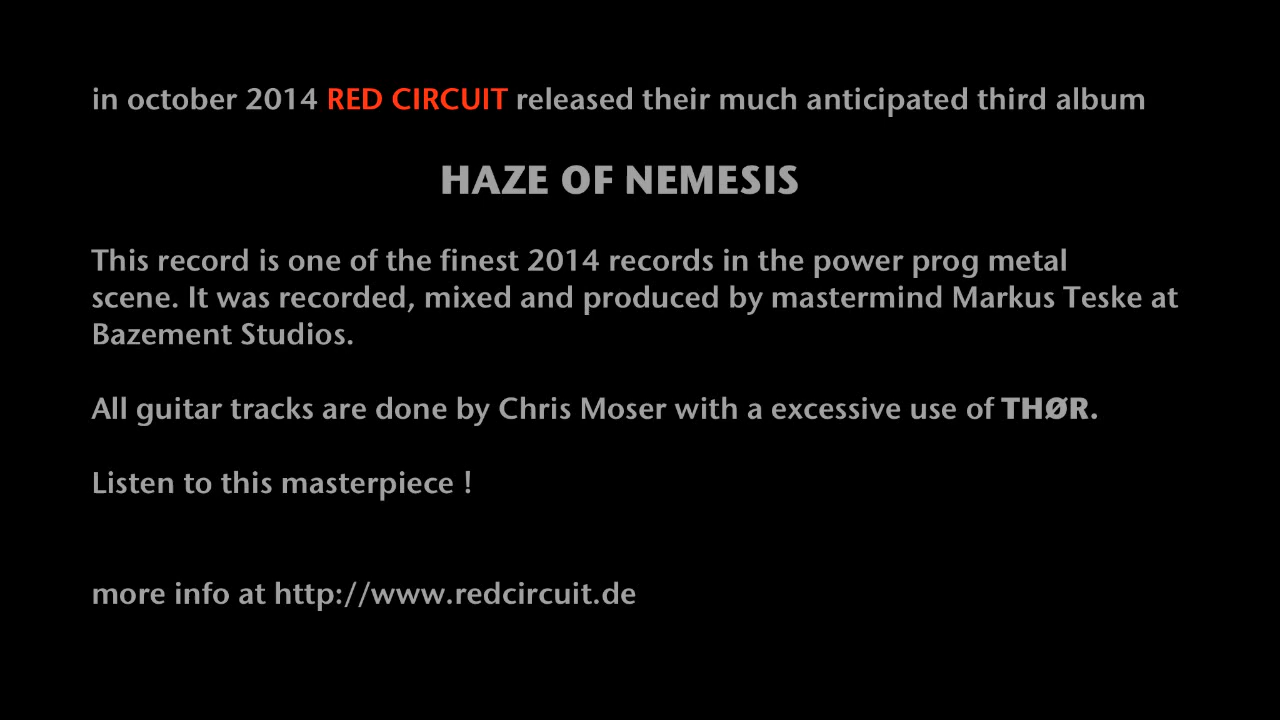 in october 2014 RED CIRCUIT released their much anticipated third album
HAZE OF NEMESIS
This record is one of the finest 2014 records in the power prog metal
scene. It was recorded, mixed and produced by mastermind Markus Teske at
Bazement Studios.
All guitar tracks are done by Chris Moser with a excessive use of THØR.
Listen to this masterpiece !
more info at http://www.redcircuit.de